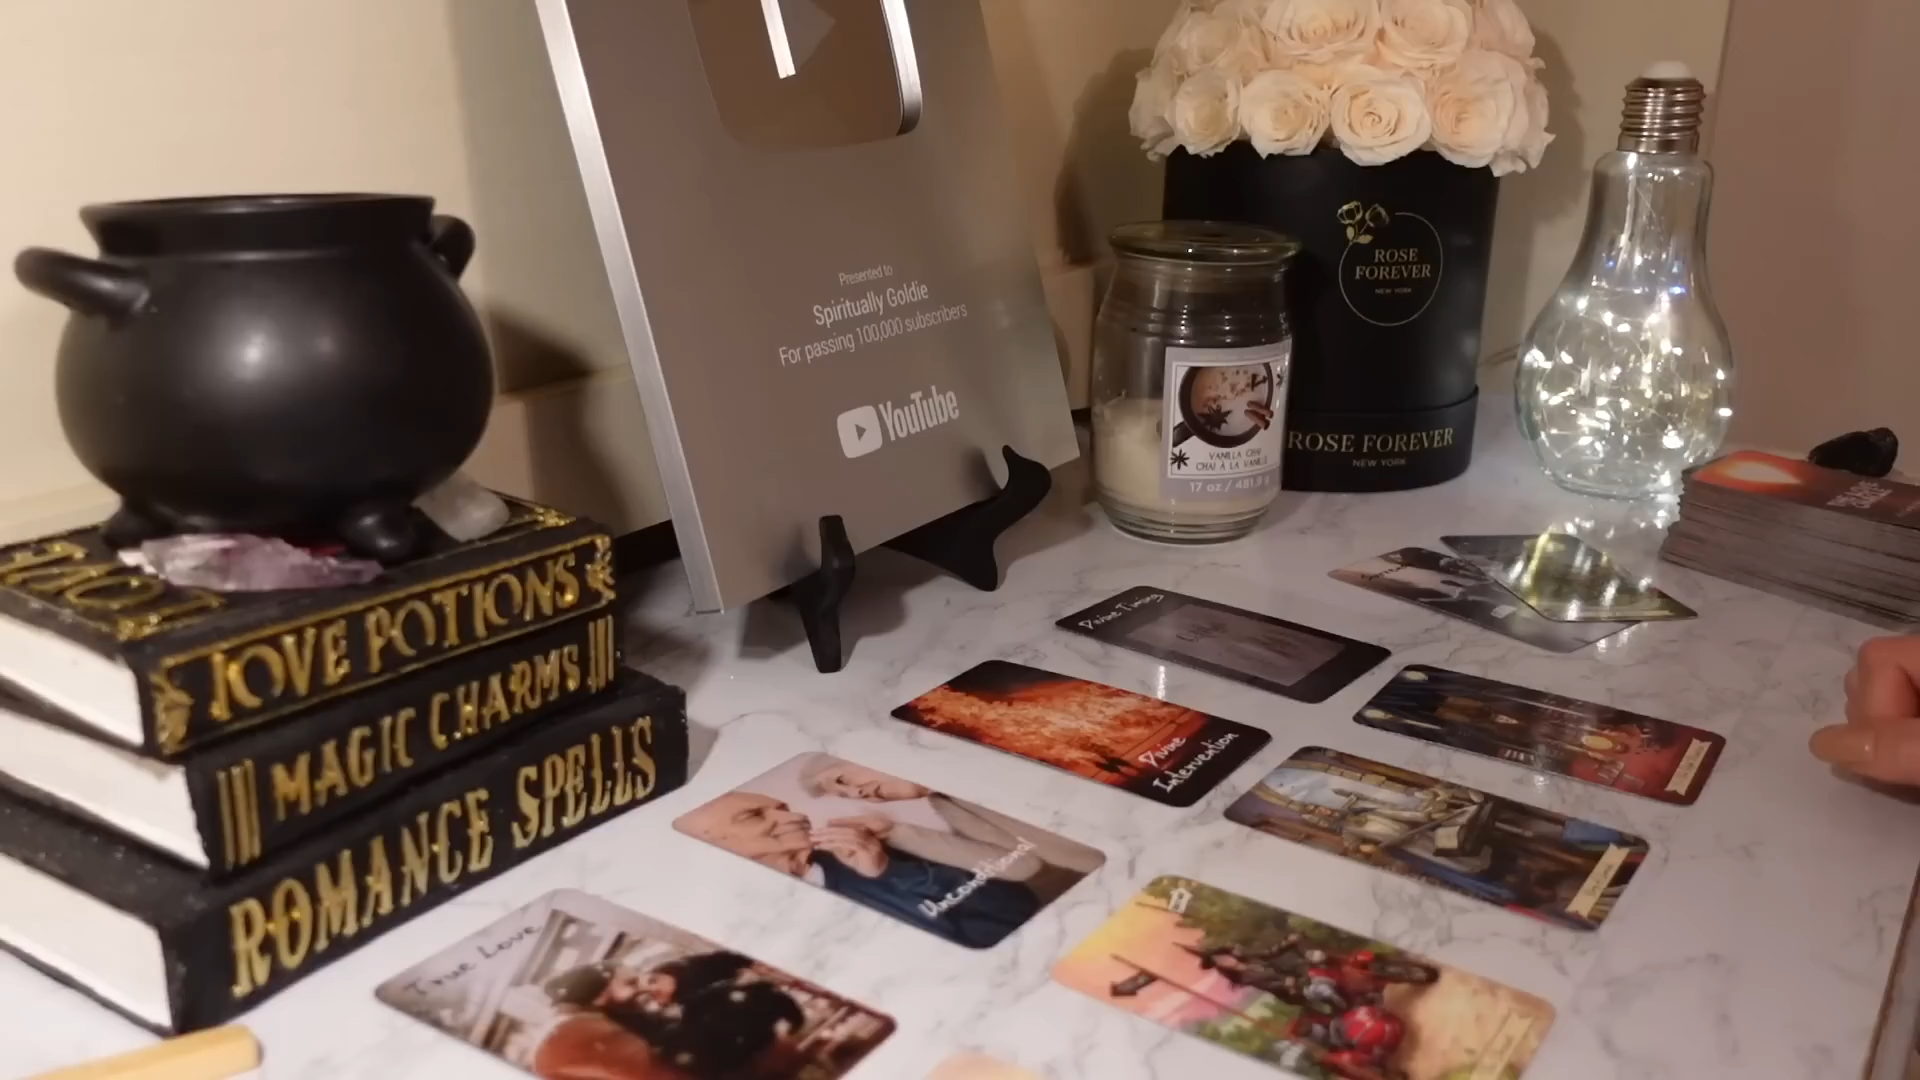 Presented to
Spiritually Goldie
For passing 100,000 subscribers
YouTube
ROSE
FOREVER
NEW YORK
ROSE FOREVER
NEW YORK
VANILLA CHAI
CHAI À LA VANILLE
17 oz / 481.9 g
LOVE POTIONS
MAGIC CHARMS
ROMANCE SPELLS
Divine Timing
Divine
Intervention
Unconditional
True Love